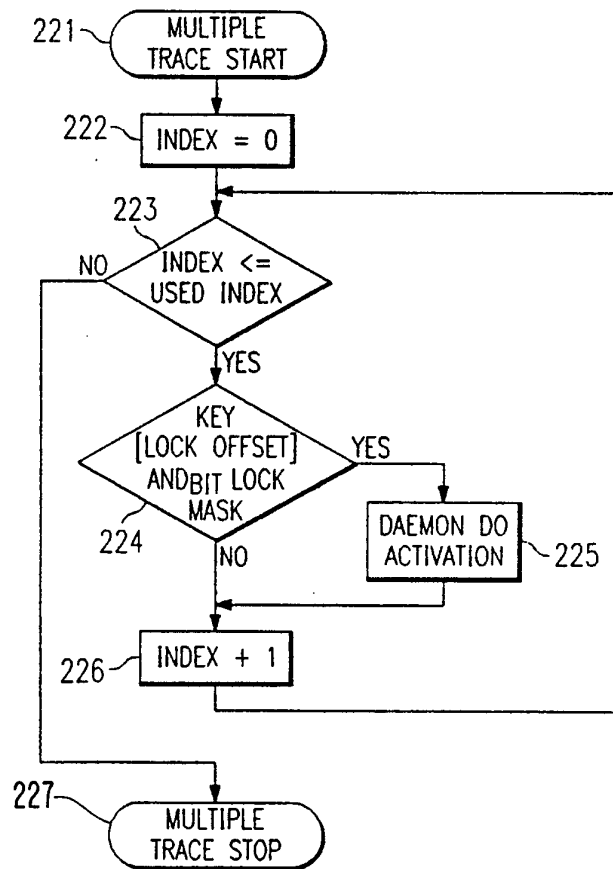 221
MULTIPLE
TRACE START
222
INDEX = 0
223
NO
INDEX <=
USED INDEX
YES
KEY
[LOCK OFFSET]
AND BIT LOCK
MASK
YES
224
NO
DAEMON DO
ACTIVATION
225
226
INDEX + 1
227
MULTIPLE
TRACE STOP